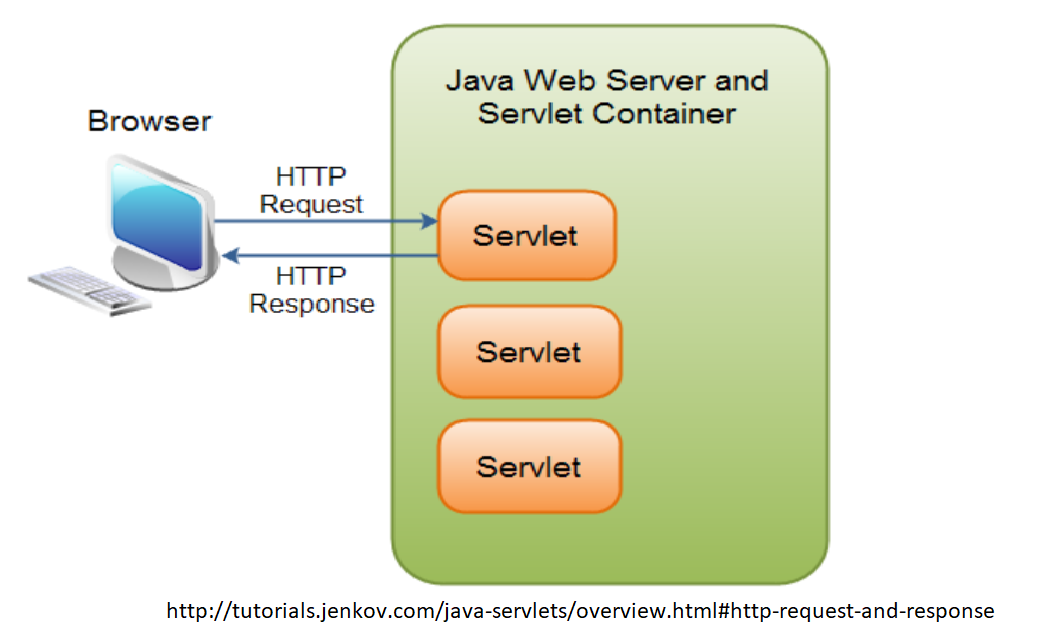 Java Web Server and
Servlet Container
Browser
HTTP
Request
Servlet
HTTP
Response
Servlet
Servlet
http://tutorials.jenkov.com/java-servlets/overview.html#http-request-and-response